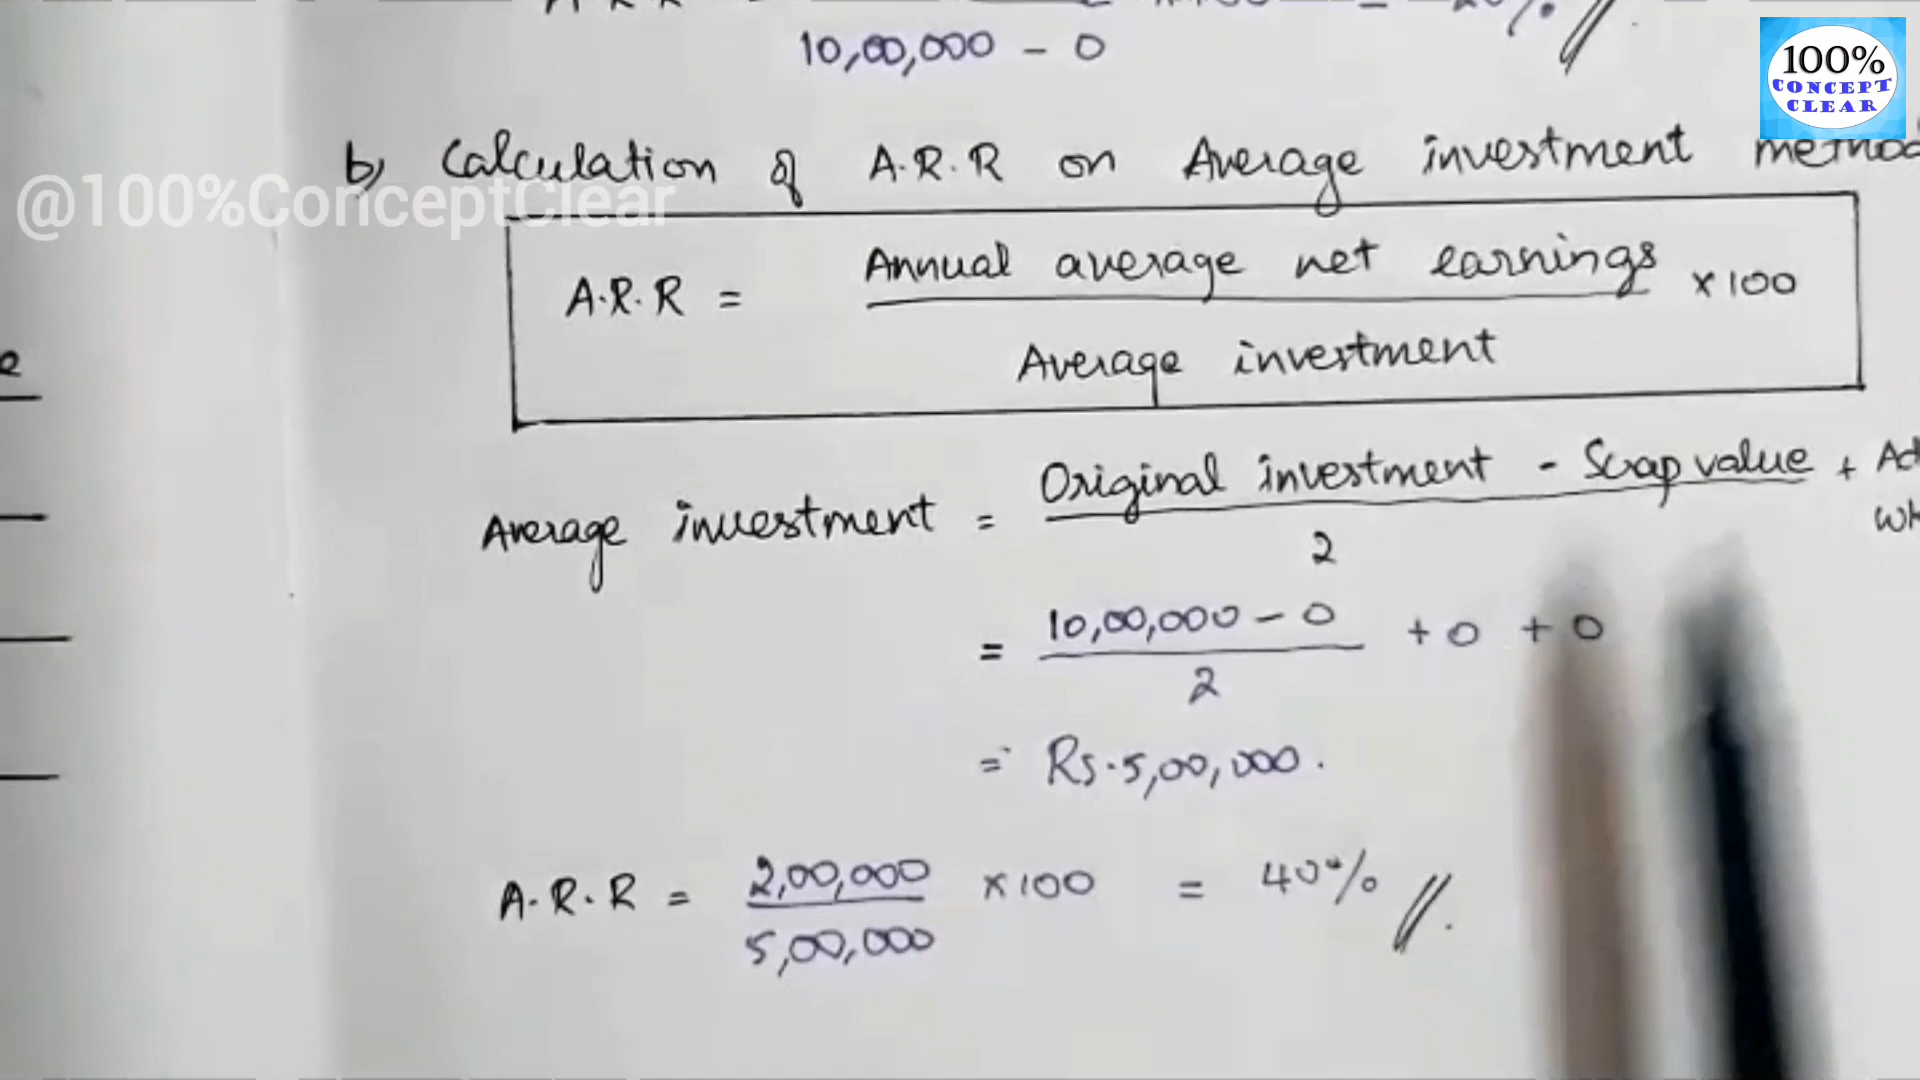 10,00,000 - 0
100%
CONCEPT
CLEAR
b) Calculation of A.R.R on Average investment method
@100%ConceptClear
A.R.R = Annual average net earnings x 100
Average investment
Average investment = Original investment - Scrap value +
2
= 10,00,000 - 0 + 0 + 0
2
= Rs. 5,00,000.
A.R.R = 2,00,000 x 100 = 40%
5,00,000